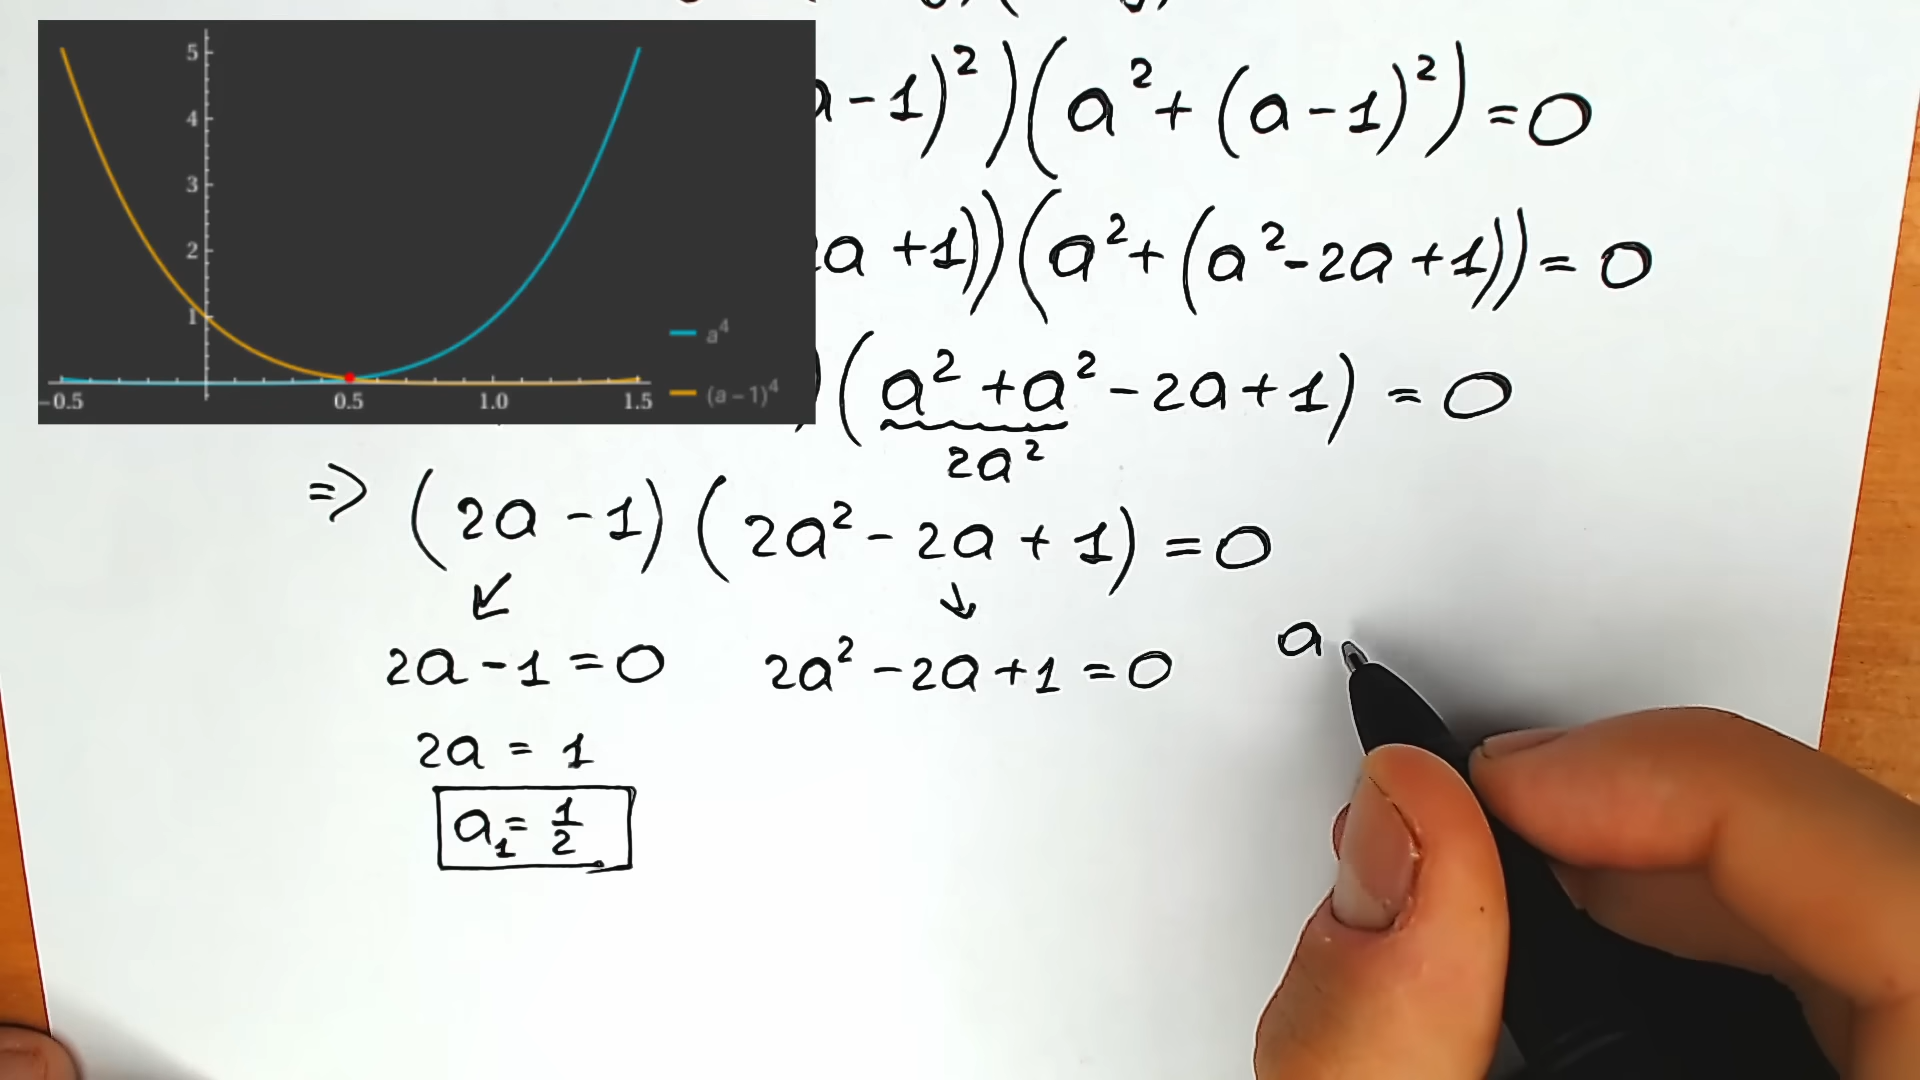 5
4
3
2
1
-0.5 0.5 1.0 1.5
a⁴
(a-1)⁴
a-1)²)(a²+(a-1)²)=0
2a+1))(a²+(a²-2a+1))=0
)(a²+a²-2a+1)=0
2a²
=> (2a-1)(2a²-2a+1)=0
↙ ↘
2a-1=0 2a²-2a+1=0 a
2a=1
a₁=1/2